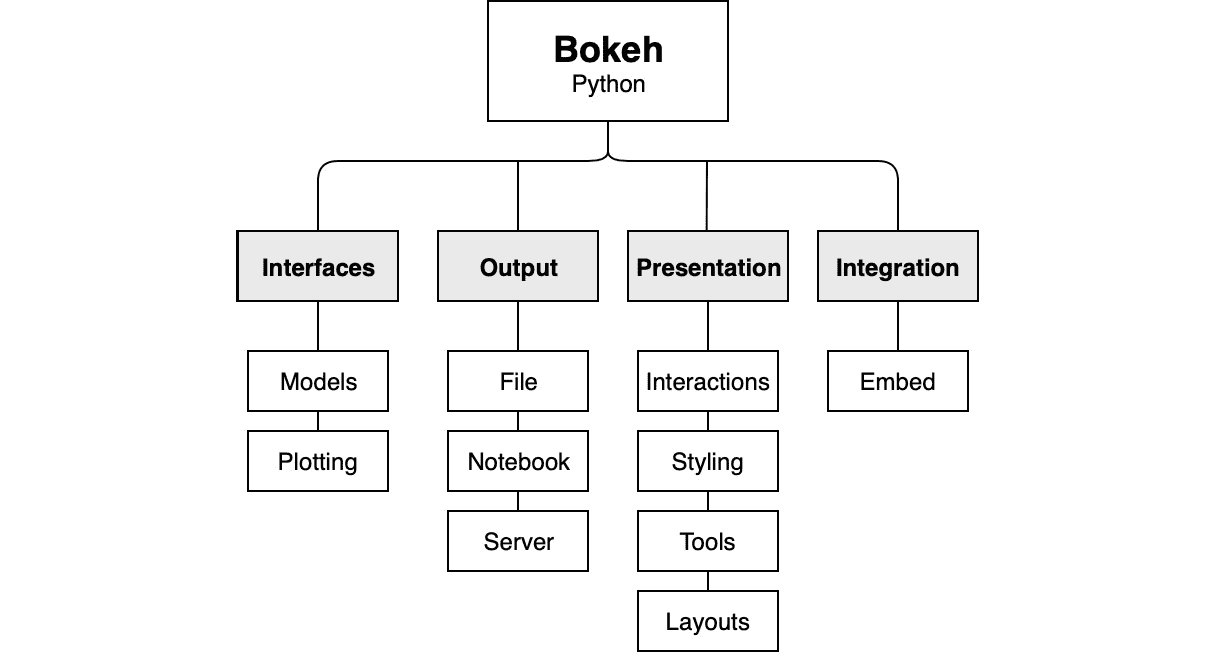 Bokeh
Python
Interfaces
Output
Presentation
Integration
Models
File
Interactions
Embed
Plotting
Notebook
Styling
Server
Tools
Layouts